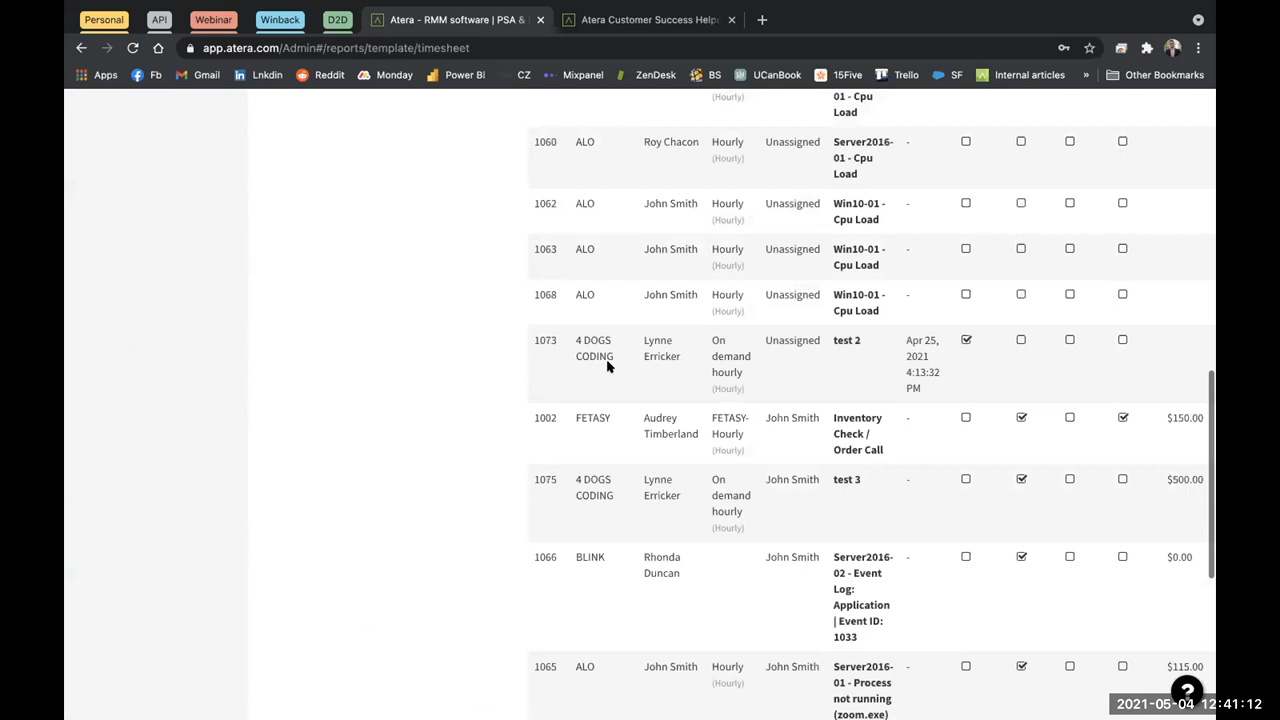 Personal API Webinar Winback D2D Atera - RMM software | PSA & Atera Customer Success Help
app.atera.com/Admin#/reports/template/timesheet
Apps Fb Gmail Lnkdin Reddit Monday Power BI CZ Mixpanel ZenDesk BS UCookbook 15Five Trello SF Internal articles » Other Bookmarks
(Hourly) 01 - Cpu
Load
1060 ALO Roy Chacon Hourly Unassigned Server2016- -
(Hourly) 01 - Cpu
Load
1062 ALO John Smith Hourly Unassigned Win10-01 - -
(Hourly) Cpu Load
1063 ALO John Smith Hourly Unassigned Win10-01 - -
(Hourly) Cpu Load
1068 ALO John Smith Hourly Unassigned Win10-01 - -
(Hourly) Cpu Load
1073 4 DOGS Lynne On Unassigned test 2 Apr 25,
CODING Erricker demand 2021
hourly 4:13:32
(Hourly) PM
1002 FETASY Audrey FETASY- John Smith Inventory - $150.00
Timberland Hourly Check /
(Hourly) Order Call
1075 4 DOGS Lynne On John Smith test 3 - $500.00
CODING Erricker demand
hourly
(Hourly)
1066 BLINK Rhonda John Smith Server2016- - $0.00
Duncan 02 - Event
Log:
Application
| Event ID:
1033
1065 ALO John Smith Hourly John Smith Server2016- - $115.00
(Hourly) 01 - Process
not running
(zoom.exe)
?
2021-05-04 12:41:12